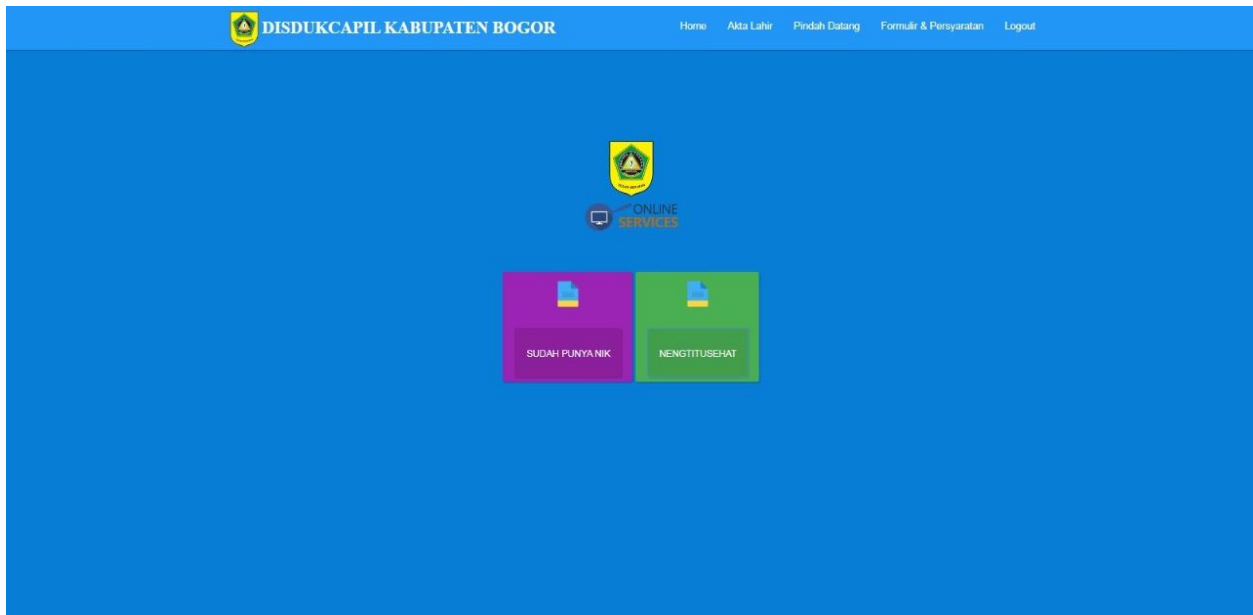 DISDUKCAPIL KABUPATEN BOGOR
Home Akta Lahir Pindah Datang Formulir & Persyaratan Logout
ONLINE
SERVICES
SUDAH PUNYA NIK
NENGTITUSEHAT